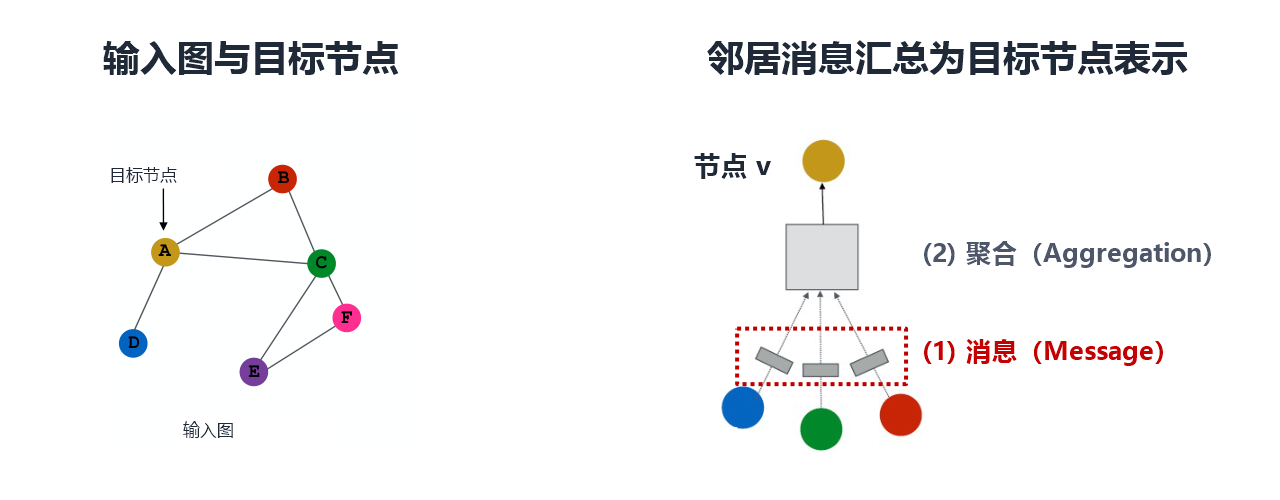 输入图与目标节点
目标节点
B
A
C
F
D
E
输入图
邻居消息汇总为目标节点表示
节点 v
(2) 聚合（Aggregation）
(1) 消息（Message）